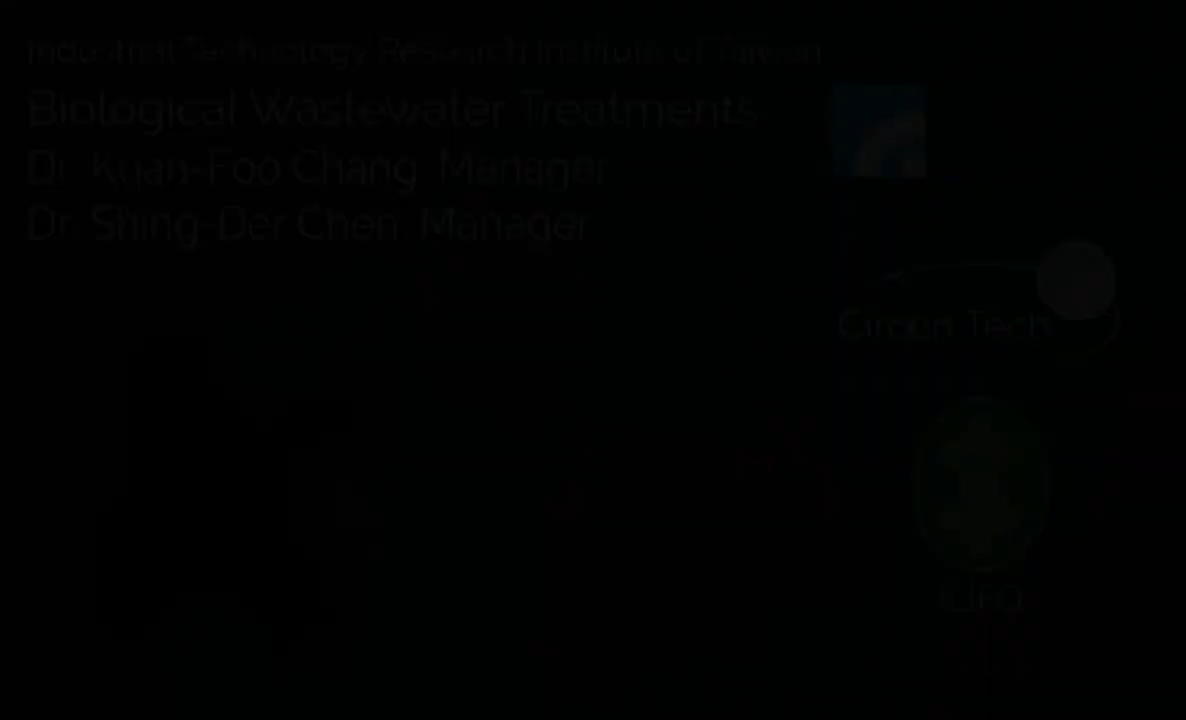 Industrial Technology Research Institute of Taiwan
Biological Wastewater Treatments
Dr. Kuan-Foo Chang, Manager
Dr. Shing-Der Chen, Manager
Tech